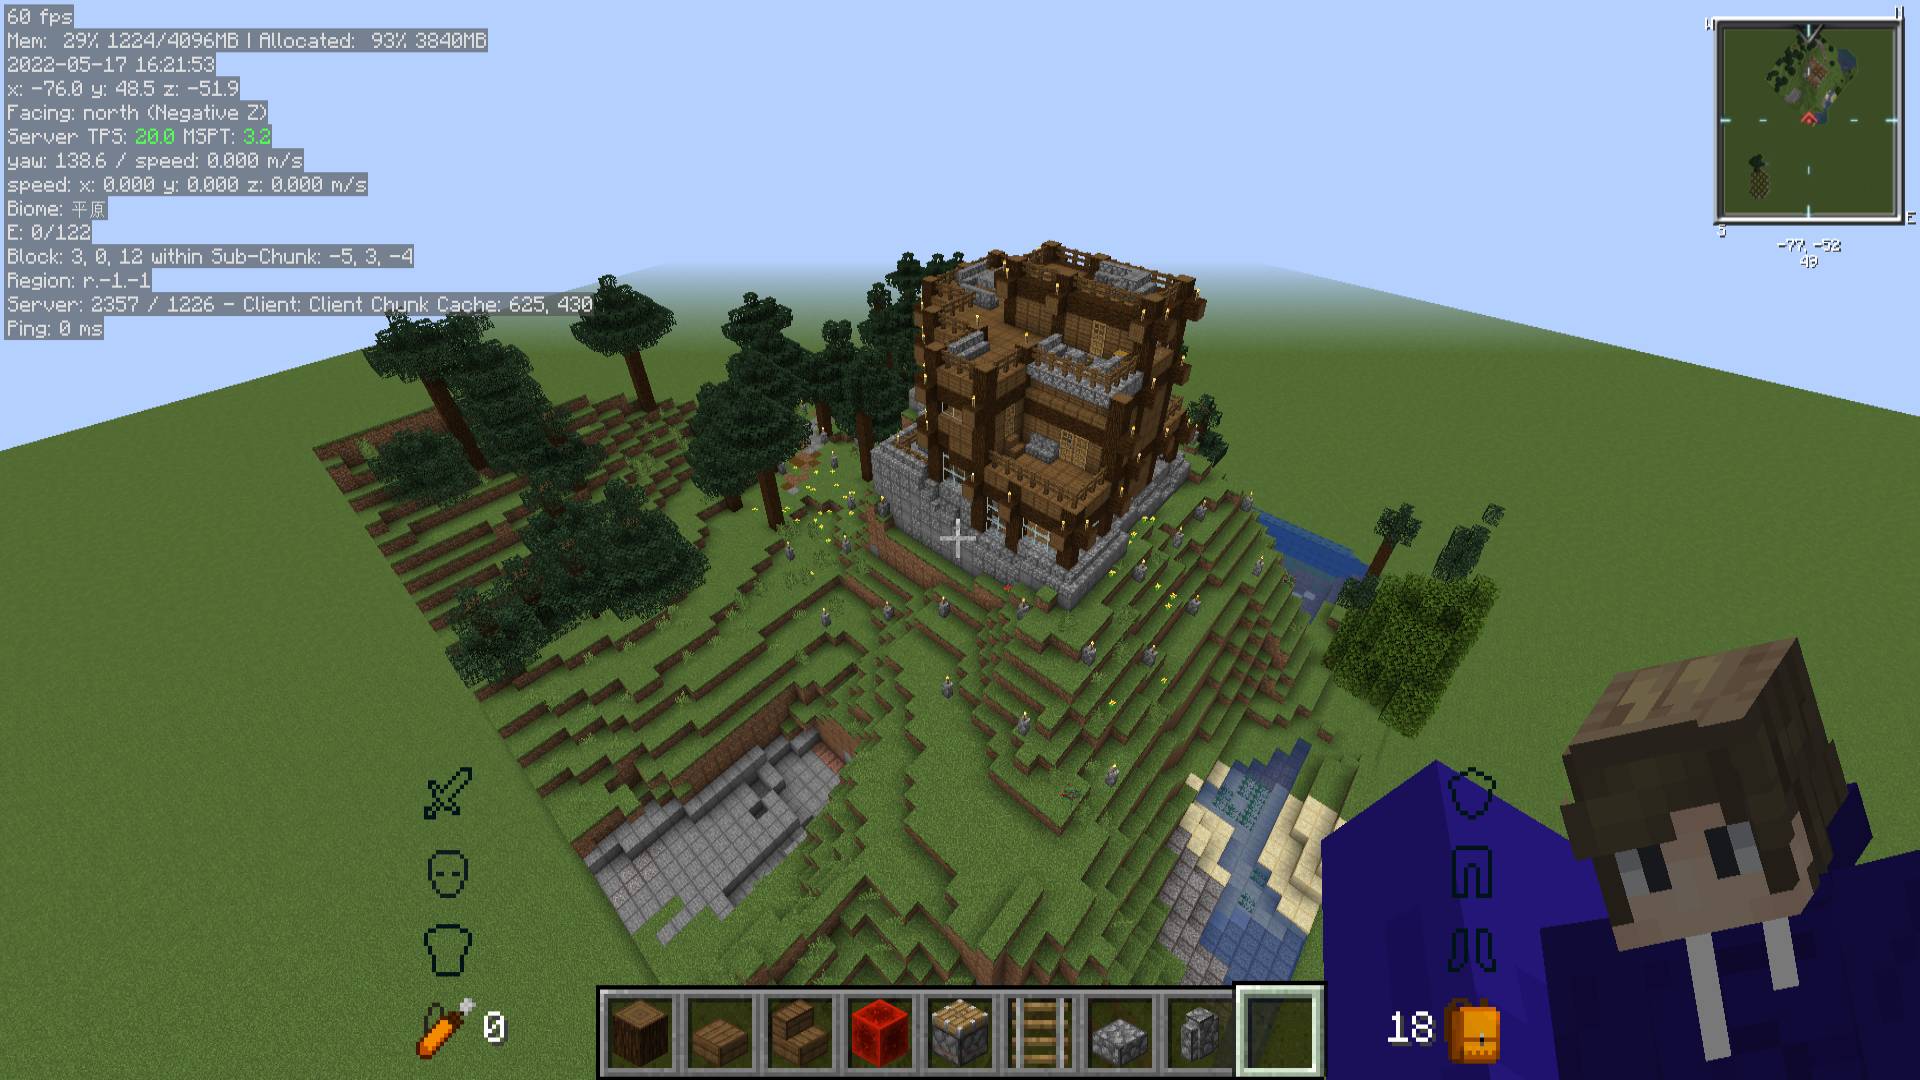 60 fps
Mem: 29% 1224/4096MB | Allocated: 93% 3840MB
2022-05-17 16:21:53
x: -76.0 y: 48.5 z: -51.9
Facing: north (Negative Z)
Server TPS: 20.0 MSPT: 3.2
yaw: 138.6 / speed: 0.000 m/s
speed: x: 0.000 y: 0.000 z: 0.000 m/s
Biome: 平原
E: 0/122
Block: 3, 0, 12 within Sub-Chunk: -5, 3, -4
Region: r.-1.-1
Server: 2357 / 1226 - Client: Client Chunk Cache: 625, 430
Ping: 0 ms
W
N
S
E
-77, -52
49
0
18